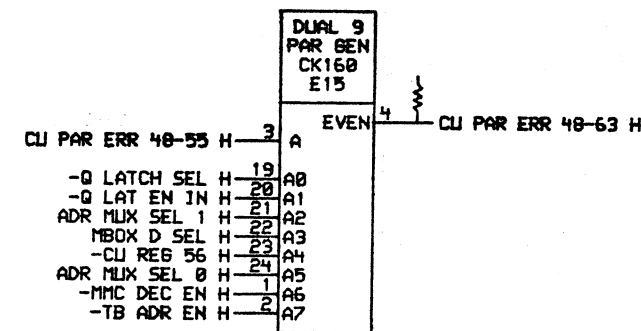 DUAL 9
PAR GEN
CK160
E15
EVEN 4 CU PAR ERR 48-63 H
CU PAR ERR 48-55 H 3 A
-Q LATCH SEL H 19 A0
-Q LAT EN IN H 20 A1
ADR MUX SEL 1 H 21 A2
MBOX D SEL H 22 A3
-CU REG 56 H 23 A4
ADR MUX SEL 0 H 24 A5
-MMC DEC EN H 1 A6
-TB ADR EN H 2 A7